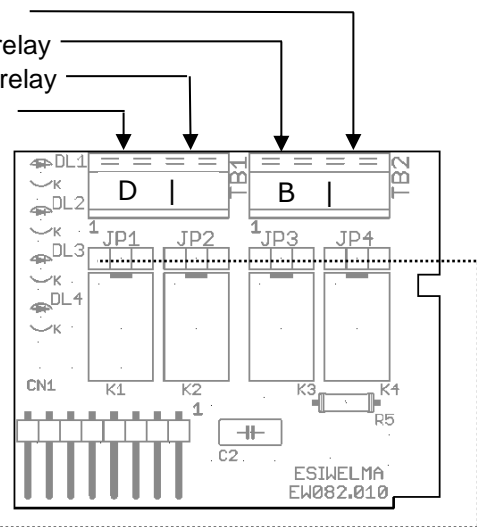 relay
relay
DL1
K
DL2
K
DL3
K
DL4
K
D |
TB1
B |
TB2
1
1
JP1 JP2 JP3 JP4
K1 K2 K3 K4
CN1
1
R5
C2
ESIWELMA
EW082.010